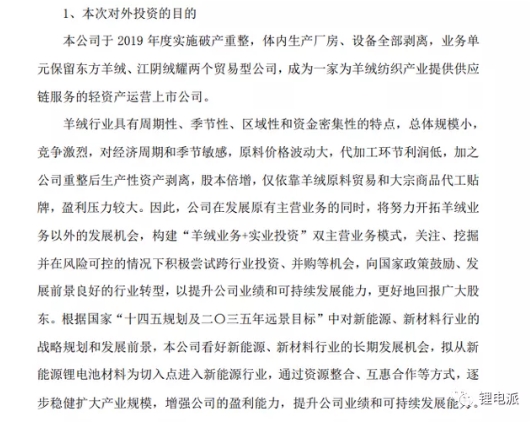 1、本次对外投资的目的
本公司于 2019 年度实施破产重整，体内生产厂房、设备全部剥离，业务单
元保留东方羊绒、江阴绒耀两个贸易型公司，成为一家为羊绒纺织产业提供供应
链服务的轻资产运营上市公司。
羊绒行业具有周期性、季节性、区域性和资金密集性的特点，总体规模小，
竞争激烈，对经济周期和季节敏感，原料价格波动大，代加工环节利润低，加之
公司重整后生产性资产剥离，股本倍增，仅依靠羊绒原料贸易和大宗商品代工贴
牌，盈利压力较大。因此，公司在发展原有主营业务的同时，将努力开拓羊绒业
务以外的发展机会，构建“羊绒业务+实业投资”双主营业务模式，关注、挖掘
并在风险可控的情况下积极尝试跨行业投资、并购等机会，向国家政策鼓励、发
展前景良好的行业转型，以提升公司业绩和可持续发展能力，更好地回报广大股
东。根据国家“十四五规划及二〇三五年远景目标”中对新能源、新材料行业的
战略规划和发展前景，本公司看好新能源、新材料行业的长期发展机会，拟从新
能源锂电池材料为切入点进入新能源行业，通过资源整合、互惠合作等方式，逐
步稳健扩大产业规模，增强公司的盈利能力，提升公司业绩和可持续发展能力。
锂电派